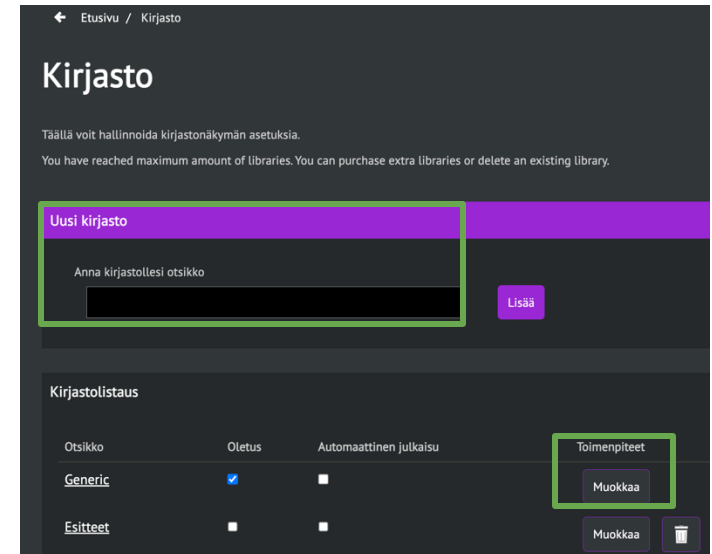 Etusivu / Kirjasto
Kirjasto
Täällä voit hallinnoida kirjastonäkymän asetuksia.
You have reached maximum amount of libraries. You can purchase extra libraries or delete an existing library.
Uusi kirjasto
Anna kirjastollesi otsikko
Lisää
Kirjastolistaus
Otsikko Oletus Automaattinen julkaisu Toimenpiteet
Generic Muokkaa
Esitteet Muokkaa